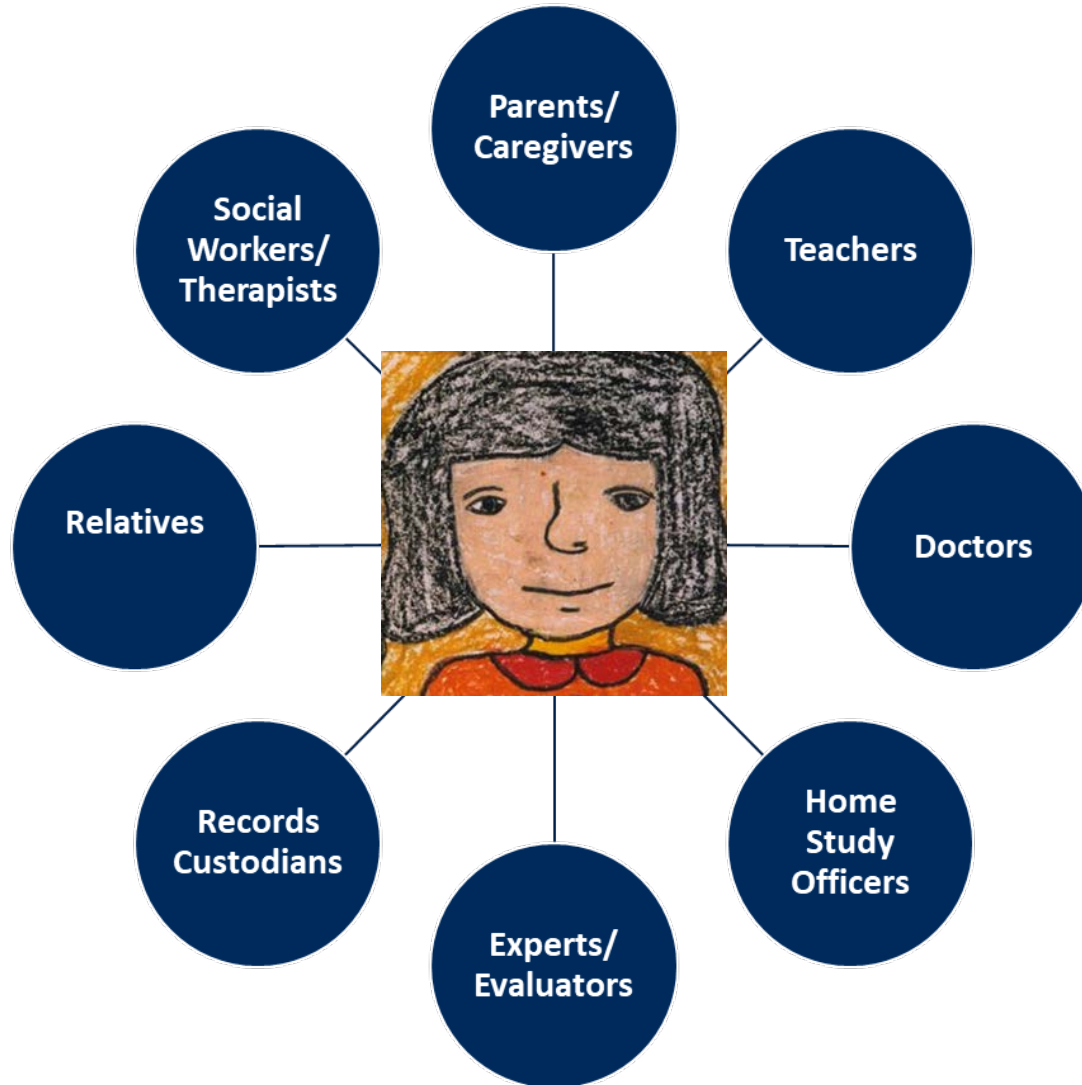 Parents/
Caregivers
Teachers
Doctors
Home
Study
Officers
Experts/
Evaluators
Records
Custodians
Relatives
Social
Workers/
Therapists